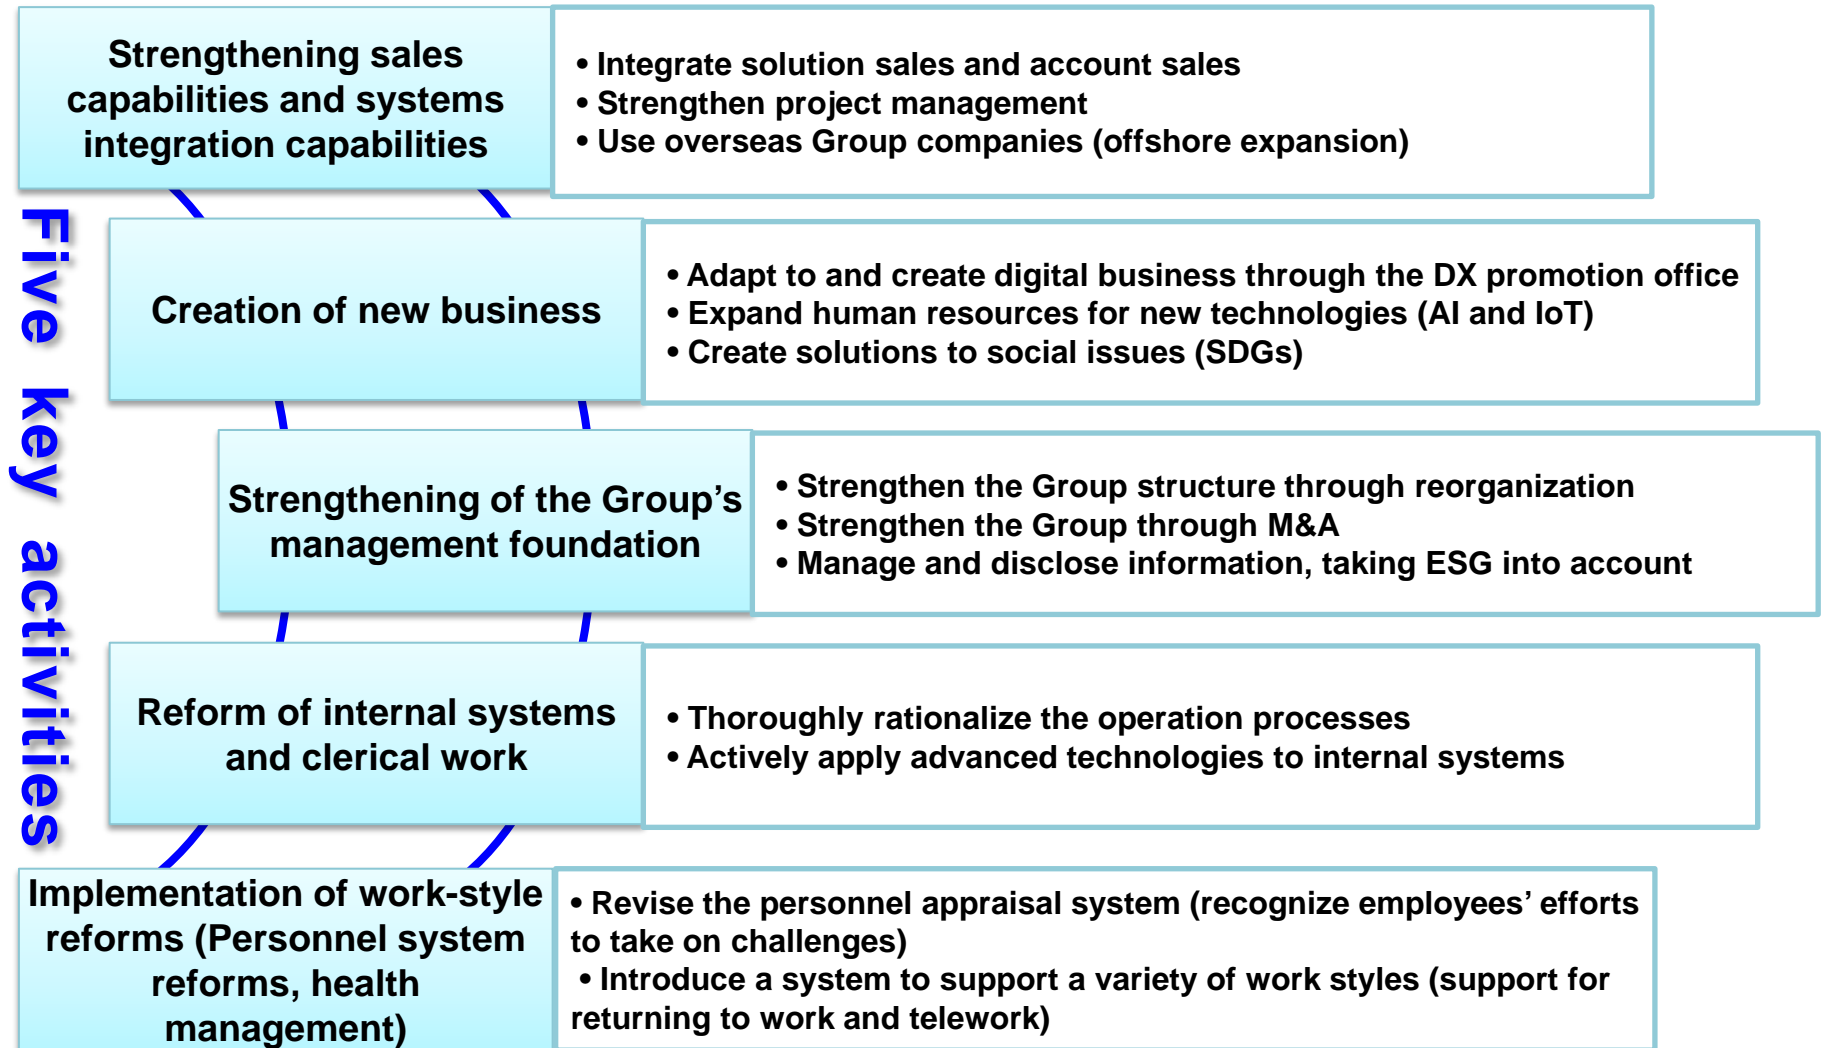 Five key activities
Strengthening sales
capabilities and systems
integration capabilities
• Integrate solution sales and account sales
• Strengthen project management
• Use overseas Group companies (offshore expansion)
Creation of new business
• Adapt to and create digital business through the DX promotion office
• Expand human resources for new technologies (AI and IoT)
• Create solutions to social issues (SDGs)
Strengthening of the Group’s
management foundation
• Strengthen the Group structure through reorganization
• Strengthen the Group through M&A
• Manage and disclose information, taking ESG into account
Reform of internal systems
and clerical work
• Thoroughly rationalize the operation processes
• Actively apply advanced technologies to internal systems
Implementation of work-style
reforms (Personnel system
reforms, health
management)
• Revise the personnel appraisal system (recognize employees’ efforts
to take on challenges)
• Introduce a system to support a variety of work styles (support for
returning to work and telework)